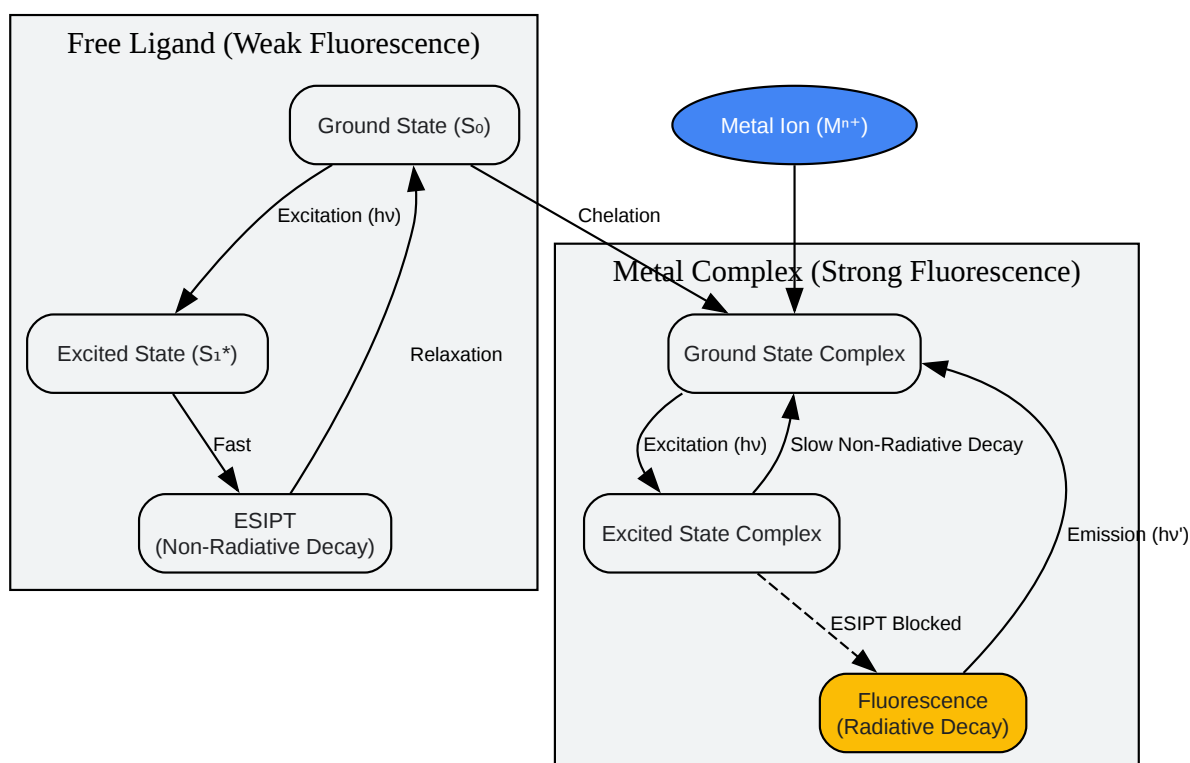 Free Ligand (Weak Fluorescence)
Ground State (S₀)
Metal Ion (Mⁿ⁺)
Excitation (hν)
Chelation
Metal Complex (Strong Fluorescence)
Excited State (S₁*)
Relaxation
Ground State Complex
Fast
Excitation (hν)
Slow Non-Radiative Decay
ESIPT
(Non-Radiative Decay)
Excited State Complex
Emission (hν')
ESIPT Blocked
Fluorescence
(Radiative Decay)